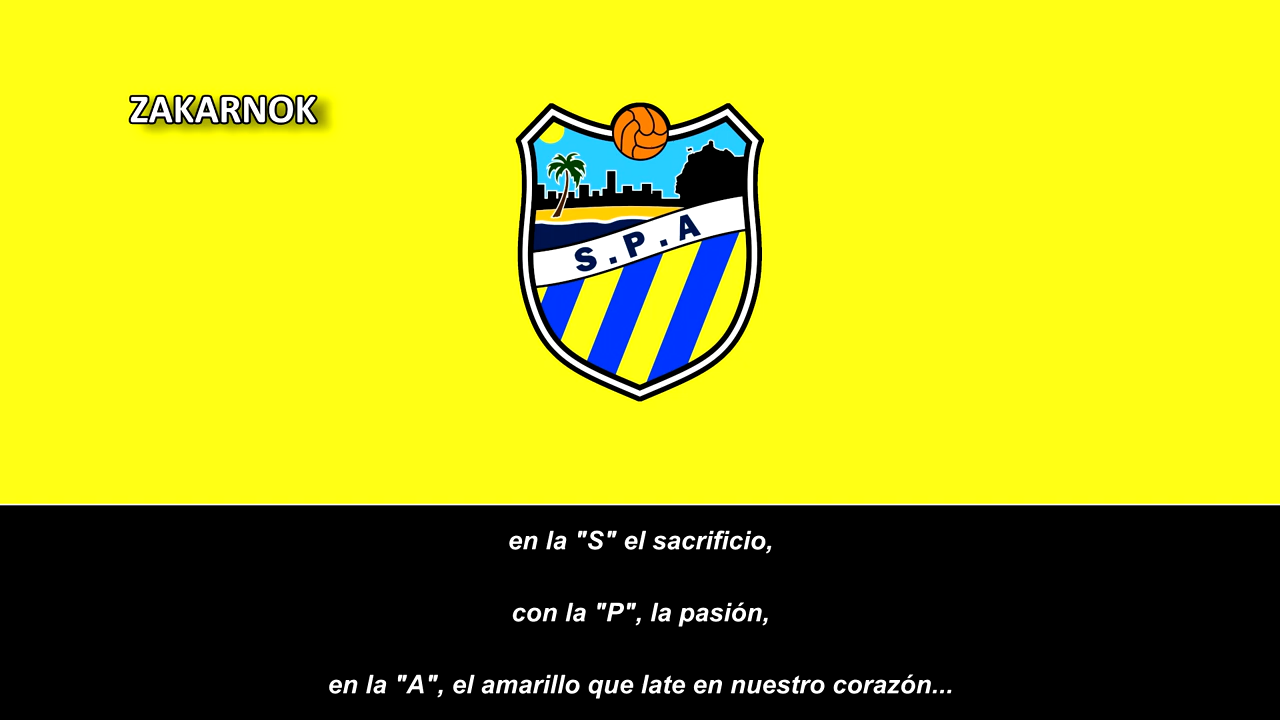 ZAKARNOK
S.P.A
en la "S" el sacrificio,
con la "P", la pasión,
en la "A", el amarillo que late en nuestro corazón...